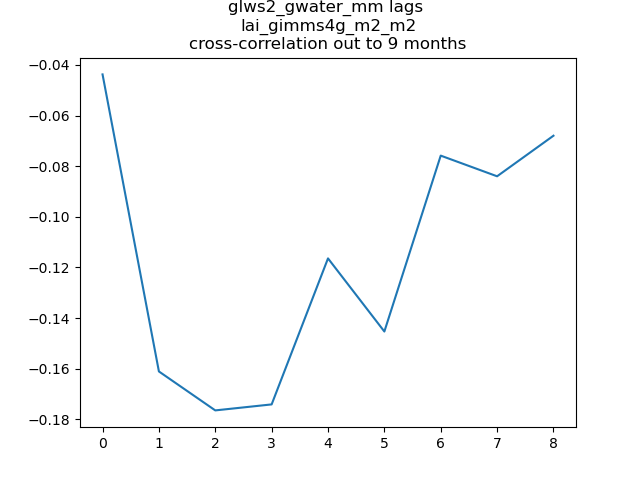 glws2_gwater_mm lags
lai_gimms4g_m2_m2
cross-correlation out to 9 months
−0.04
−0.06
−0.08
−0.10
−0.12
−0.14
−0.16
−0.18
0 1 2 3 4 5 6 7 8